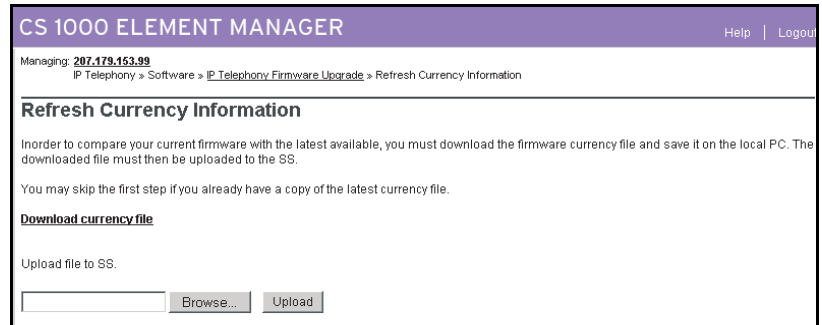 CS 1000 ELEMENT MANAGER
Help | Logout
Managing: 207.179.153.99
IP Telephony » Software » IP Telephony Firmware Upgrade » Refresh Currency Information
Refresh Currency Information
Inorder to compare your current firmware with the latest available, you must download the firmware currency file and save it on the local PC. The
downloaded file must then be uploaded to the SS.
You may skip the first step if you already have a copy of the latest currency file.
Download currency file
Upload file to SS.
Browse... Upload